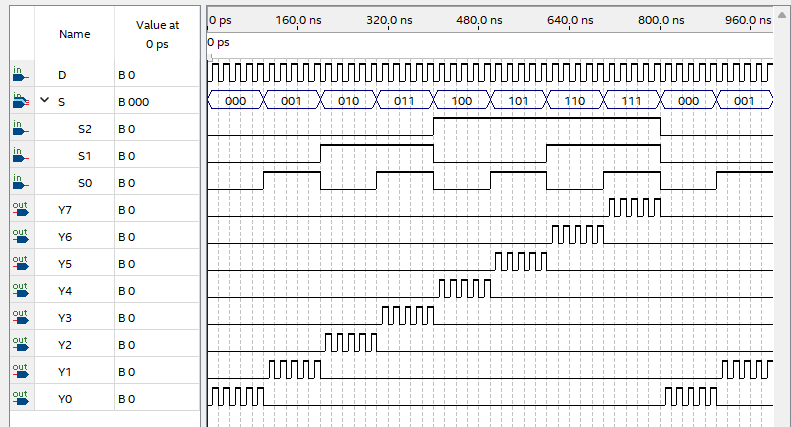 Name Value at 0 ps
0 ps 160.0 ns 320.0 ns 480.0 ns 640.0 ns 800.0 ns 960.0 ns
0 ps
in D B 0
in S B 000 000 001 010 011 100 101 110 111 000 001
in S2 B 0
in S1 B 0
in S0 B 0
out Y7 B 0
out Y6 B 0
out Y5 B 0
out Y4 B 0
out Y3 B 0
out Y2 B 0
out Y1 B 0
out Y0 B 0